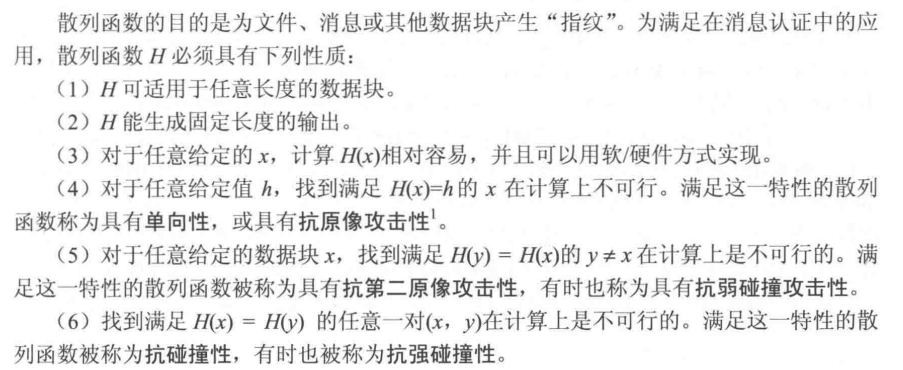 散列函数的目的是为文件、消息或其他数据块产生“指纹”。为满足在消息认证中的应
用，散列函数 H 必须具有下列性质：
（1）H 可适用于任意长度的数据块。
（2）H 能生成固定长度的输出。
（3）对于任意给定的 x，计算 H(x)相对容易，并且可以用软/硬件方式实现。
（4）对于任意给定值 h，找到满足 H(x)=h的 x 在计算上不可行。满足这一特性的散列
函数称为具有单向性，或具有抗原像攻击性¹。
（5）对于任意给定的数据块 x，找到满足 H(y) = H(x)的 y ≠ x 在计算上是不可行的。满
足这一特性的散列函数被称为具有抗第二原像攻击性，有时也称为具有抗弱碰撞攻击性。
（6）找到满足 H(x) = H(y) 的任意一对(x，y)在计算上是不可行的。满足这一特性的散
列函数被称为抗碰撞性，有时也被称为抗强碰撞性。